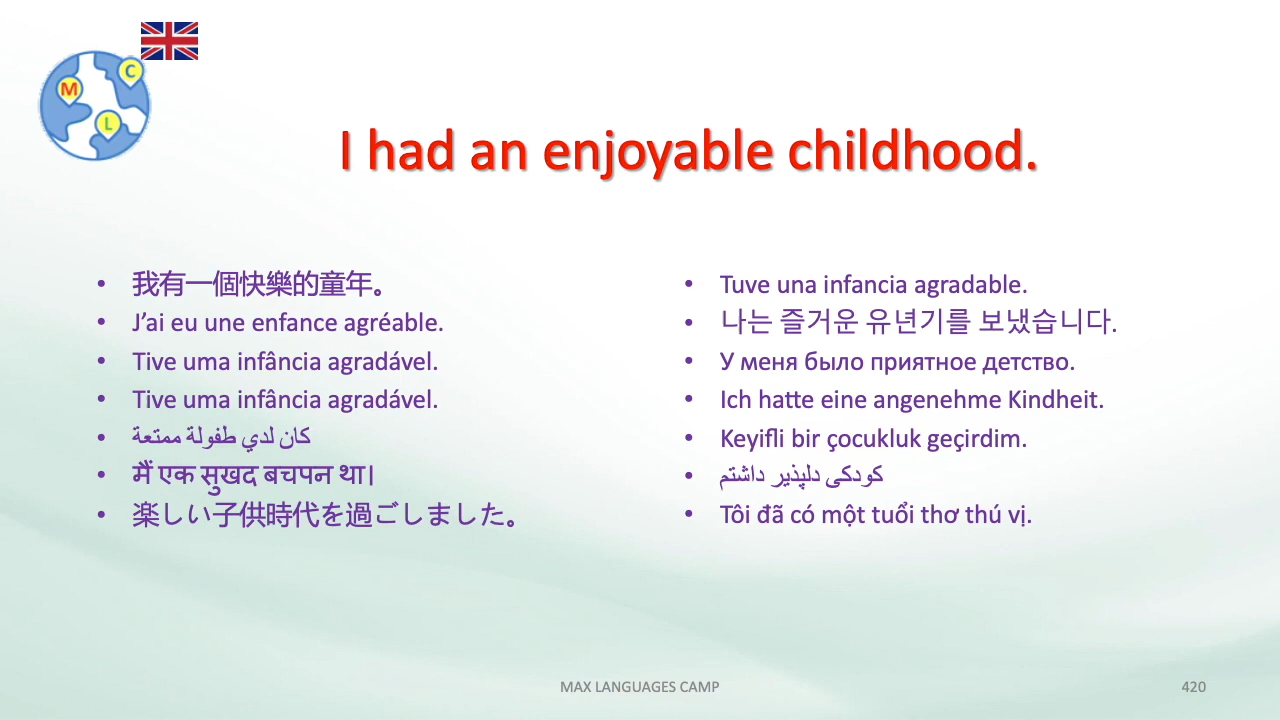 M
C
L
I had an enjoyable childhood.
我有一個快樂的童年。
J’ai eu une enfance agréable.
Tive uma infância agradável.
Tive uma infância agradável.
كان لدي طفولة ممتعة
मैं एक सुखद बचपन था।
楽しい子供時代を過ごしました。
Tuve una infancia agradable.
나는 즐거운 유년기를 보냈습니다.
У меня было приятное детство.
Ich hatte eine angenehme Kindheit.
Keyifli bir çocukluk geçirdim.
کودکی دلپذیر داشتم
Tôi đã có một tuổi thơ thú vị.
MAX LANGUAGES CAMP
420